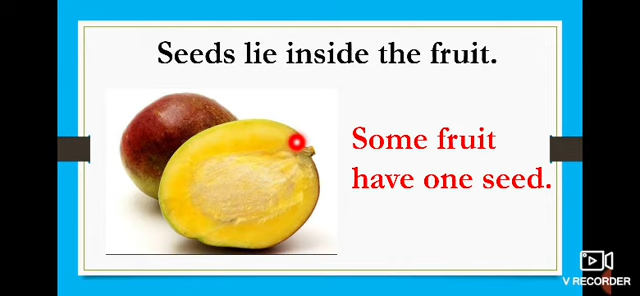 Seeds lie inside the fruit.
Some fruit
have one seed.
V RECORDER